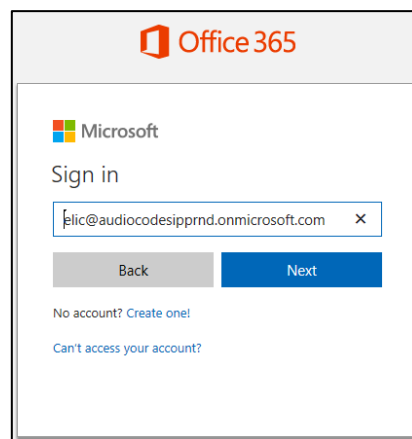 Office 365
Microsoft
Sign in
elic@audiocodesipprnd.onmicrosoft.com ×
Back Next
No account? Create one!
Can't access your account?